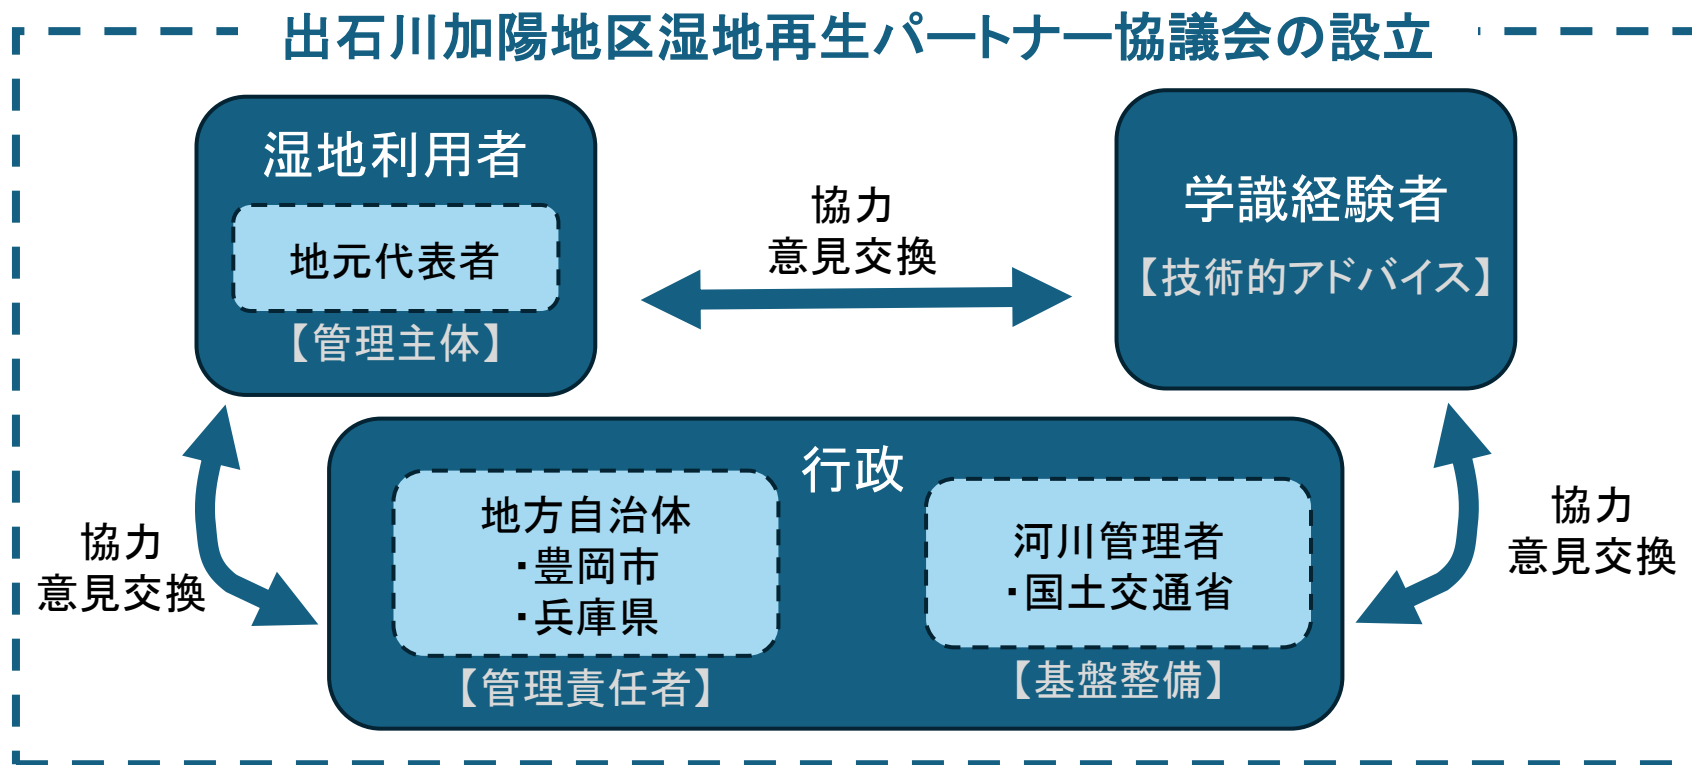 出石川加陽地区湿地再生パートナー協議会の設立
湿地利用者
地元代表者
【管理主体】
協力
意見交換
学識経験者
【技術的アドバイス】
行政
地方自治体
・豊岡市
・兵庫県
【管理責任者】
河川管理者
・国土交通省
【基盤整備】
協力
意見交換
協力
意見交換